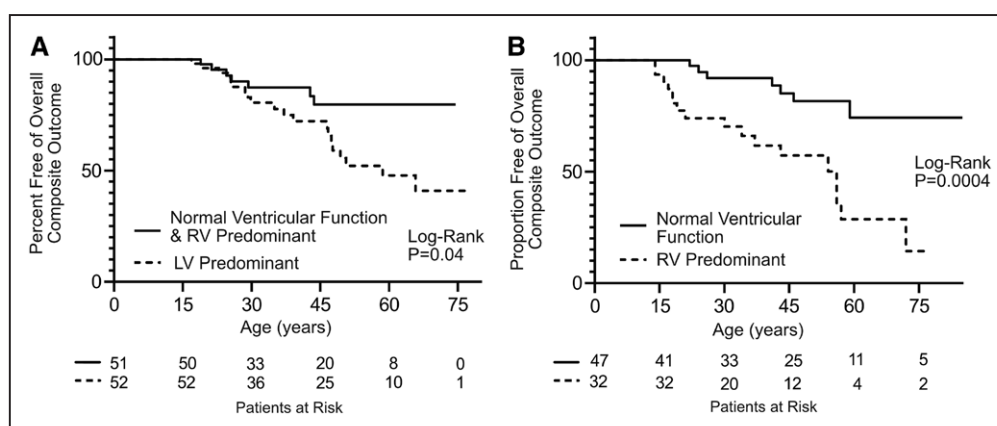 A
Percent Free of Overall
Composite Outcome
100
50
0
Normal Ventricular Function
& RV Predominant
LV Predominant
Log-Rank
P=0.04
0 15 30 45 60 75
Age (years)
51 50 33 20 8 0
52 52 36 25 10 1
Patients at Risk
B
Proportion Free of Overall
Composite Outcome
100
50
0
Log-Rank
P=0.0004
Normal Ventricular
Function
RV Predominant
0 15 30 45 60 75
Age (years)
47 41 33 25 11 5
32 32 20 12 4 2
Patients at Risk